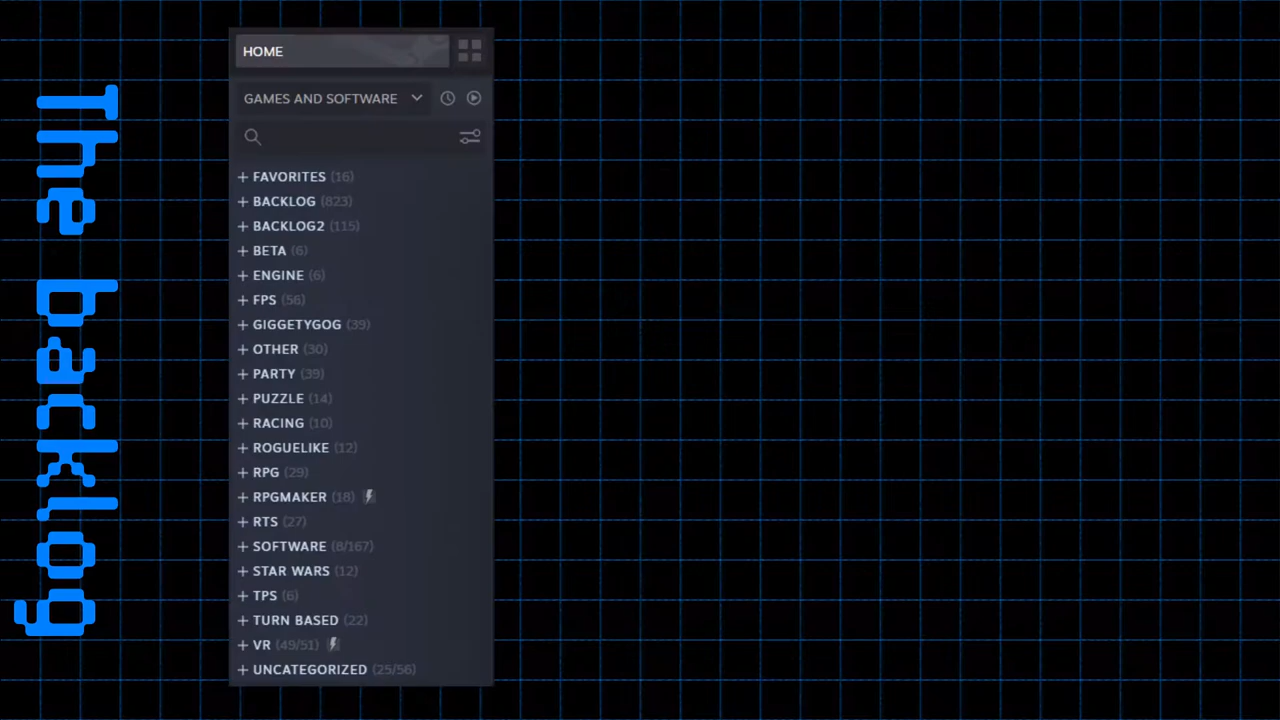 The backlog
HOME
GAMES AND SOFTWARE
+ FAVORITES (16)
+ BACKLOG (823)
+ BACKLOG2 (115)
+ BETA (6)
+ ENGINE (6)
+ FPS (56)
+ GIGGETYGOG (39)
+ OTHER (30)
+ PARTY (39)
+ PUZZLE (14)
+ RACING (10)
+ ROGUELIKE (12)
+ RPG (29)
+ RPGMAKER (18)
+ RTS (27)
+ SOFTWARE (8/167)
+ STAR WARS (12)
+ TPS (6)
+ TURN BASED (22)
+ VR (49/51)
+ UNCATEGORIZED (25/56)